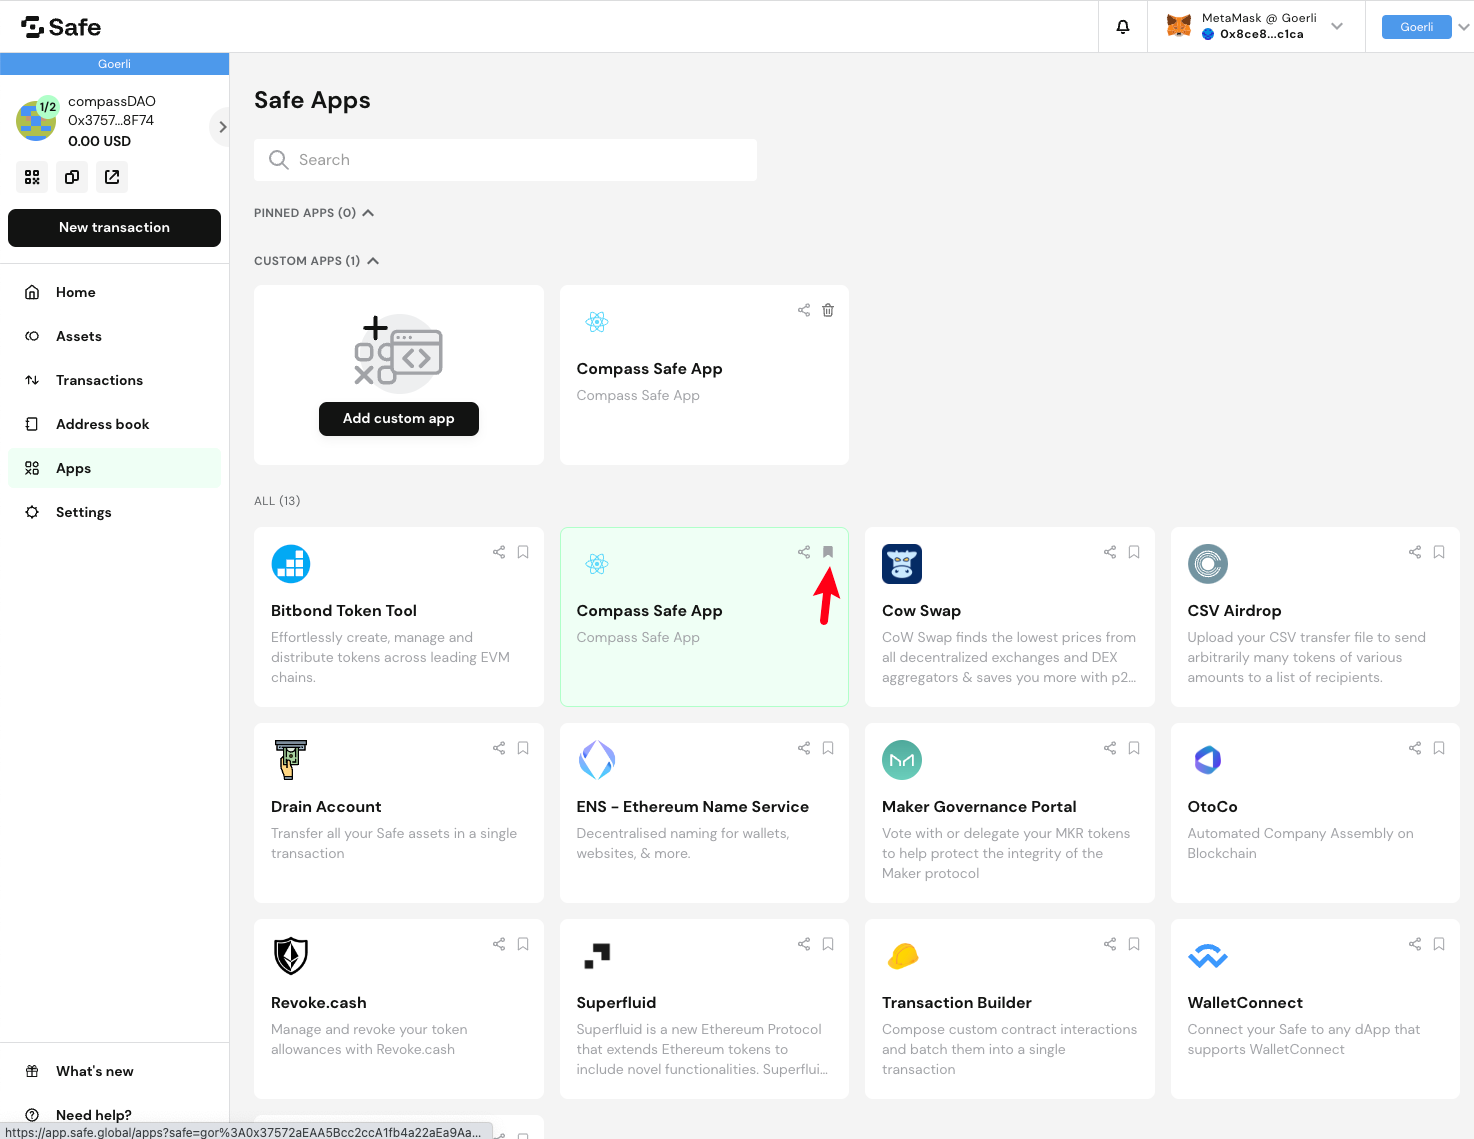 Safe
MetaMask @ Goerli
0x8ce8...c1ca
Goerli
Goerli
1/2
compassDAO
0x3757...8F74
0.00 USD
New transaction
Home
Assets
Transactions
Address book
Apps
Settings
What's new
Need help?
Safe Apps
Search
PINNED APPS (0)
CUSTOM APPS (1)
Add custom app
Compass Safe App
Compass Safe App
ALL (13)
Bitbond Token Tool
Effortlessly create, manage and
distribute tokens across leading EVM
chains.
Compass Safe App
Compass Safe App
Cow Swap
CoW Swap finds the lowest prices from
all decentralized exchanges and DEX
aggregators & saves you more with p2...
CSV Airdrop
Upload your CSV transfer file to send
arbitrarily many tokens of various
amounts to a list of recipients.
Drain Account
Transfer all your Safe assets in a single
transaction
ENS - Ethereum Name Service
Decentralised naming for wallets,
websites, & more.
Maker Governance Portal
Vote with or delegate your MKR tokens
to help protect the integrity of the
Maker protocol
OtoCo
Automated Company Assembly on
Blockchain
Revoke.cash
Manage and revoke your token
allowances with Revoke.cash
Superfluid
Superfluid is a new Ethereum Protocol
that extends Ethereum tokens to
include novel functionalities. Superflui...
Transaction Builder
Compose custom contract interactions
and batch them into a single
transaction
WalletConnect
Connect your Safe to any dApp that
supports WalletConnect
https://app.safe.global/apps?safe=gor%3A0x37572aEAA5Bcc2ccA1fb4a22aEa9Aa...